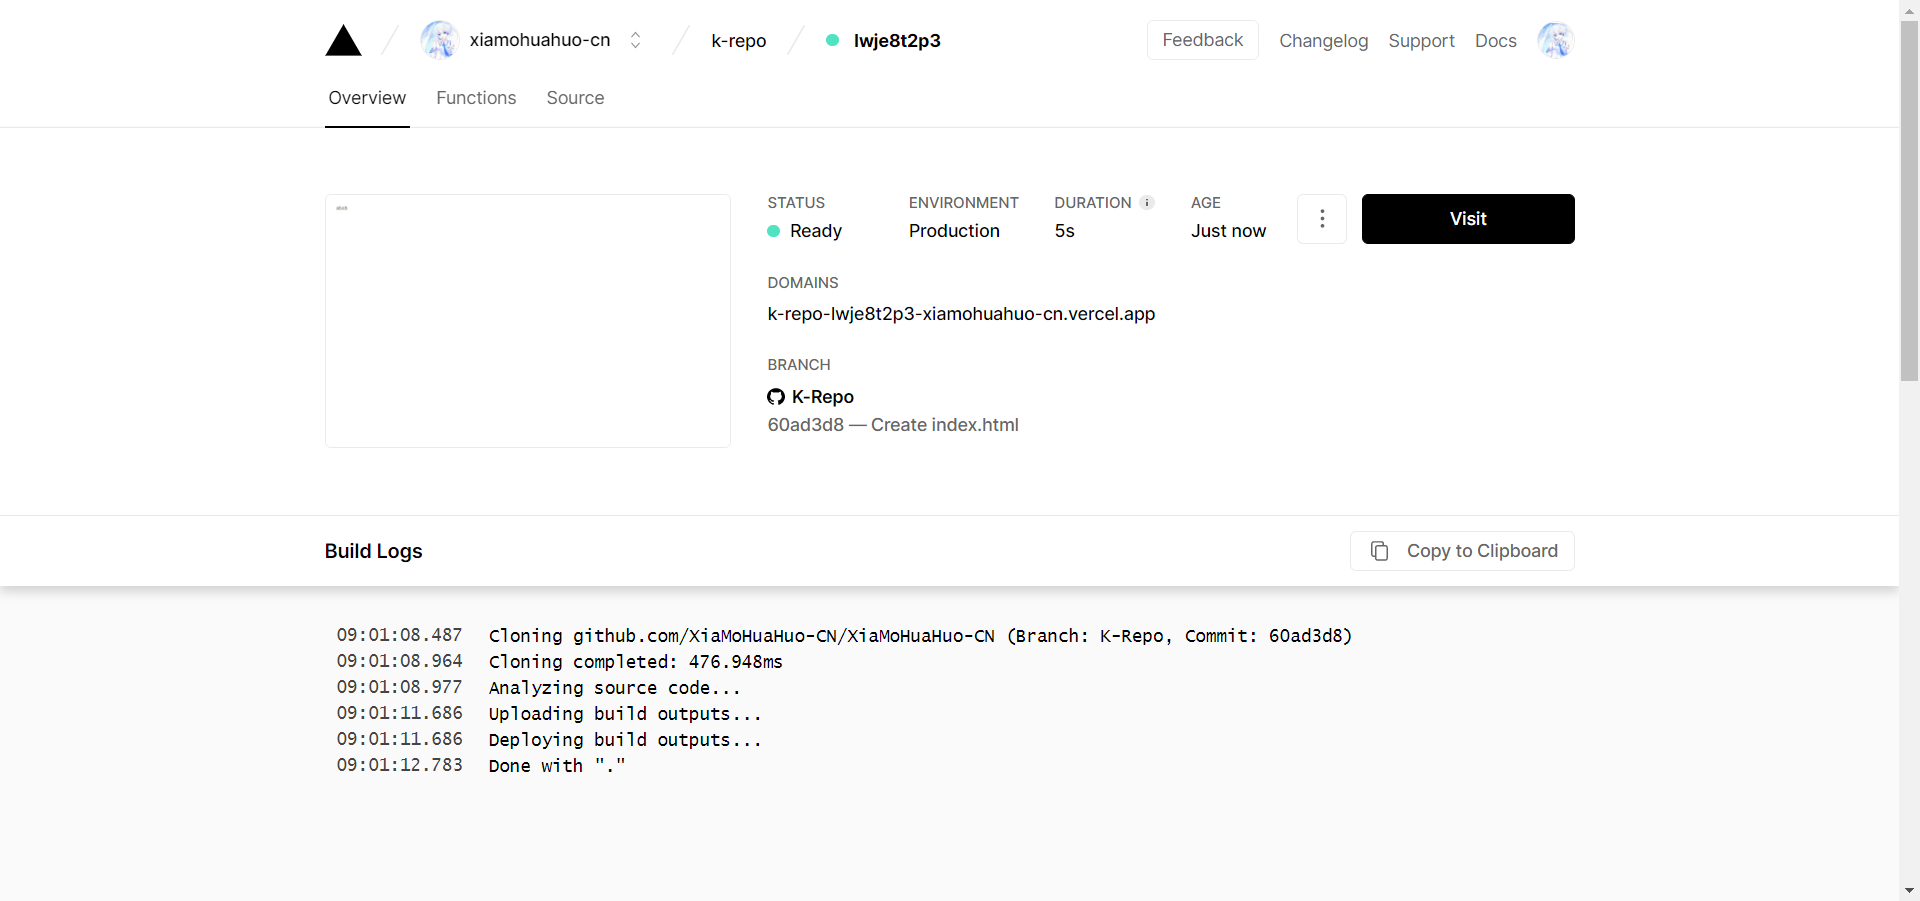 xiamohuahuo-cn
k-repo
lwje8t2p3
Feedback
Changelog
Support
Docs
Overview
Functions
Source
STATUS
Ready
ENVIRONMENT
Production
DURATION
5s
AGE
Just now
Visit
DOMAINS
k-repo-lwje8t2p3-xiamohuahuo-cn.vercel.app
BRANCH
K-Repo
60ad3d8 — Create index.html
Build Logs
Copy to Clipboard
09:01:08.487 Cloning github.com/XiaMoHuaHuo-CN/XiaMoHuaHuo-CN (Branch: K-Repo, Commit: 60ad3d8)
09:01:08.964 Cloning completed: 476.948ms
09:01:08.977 Analyzing source code...
09:01:11.686 Uploading build outputs...
09:01:11.686 Deploying build outputs...
09:01:12.783 Done with "."